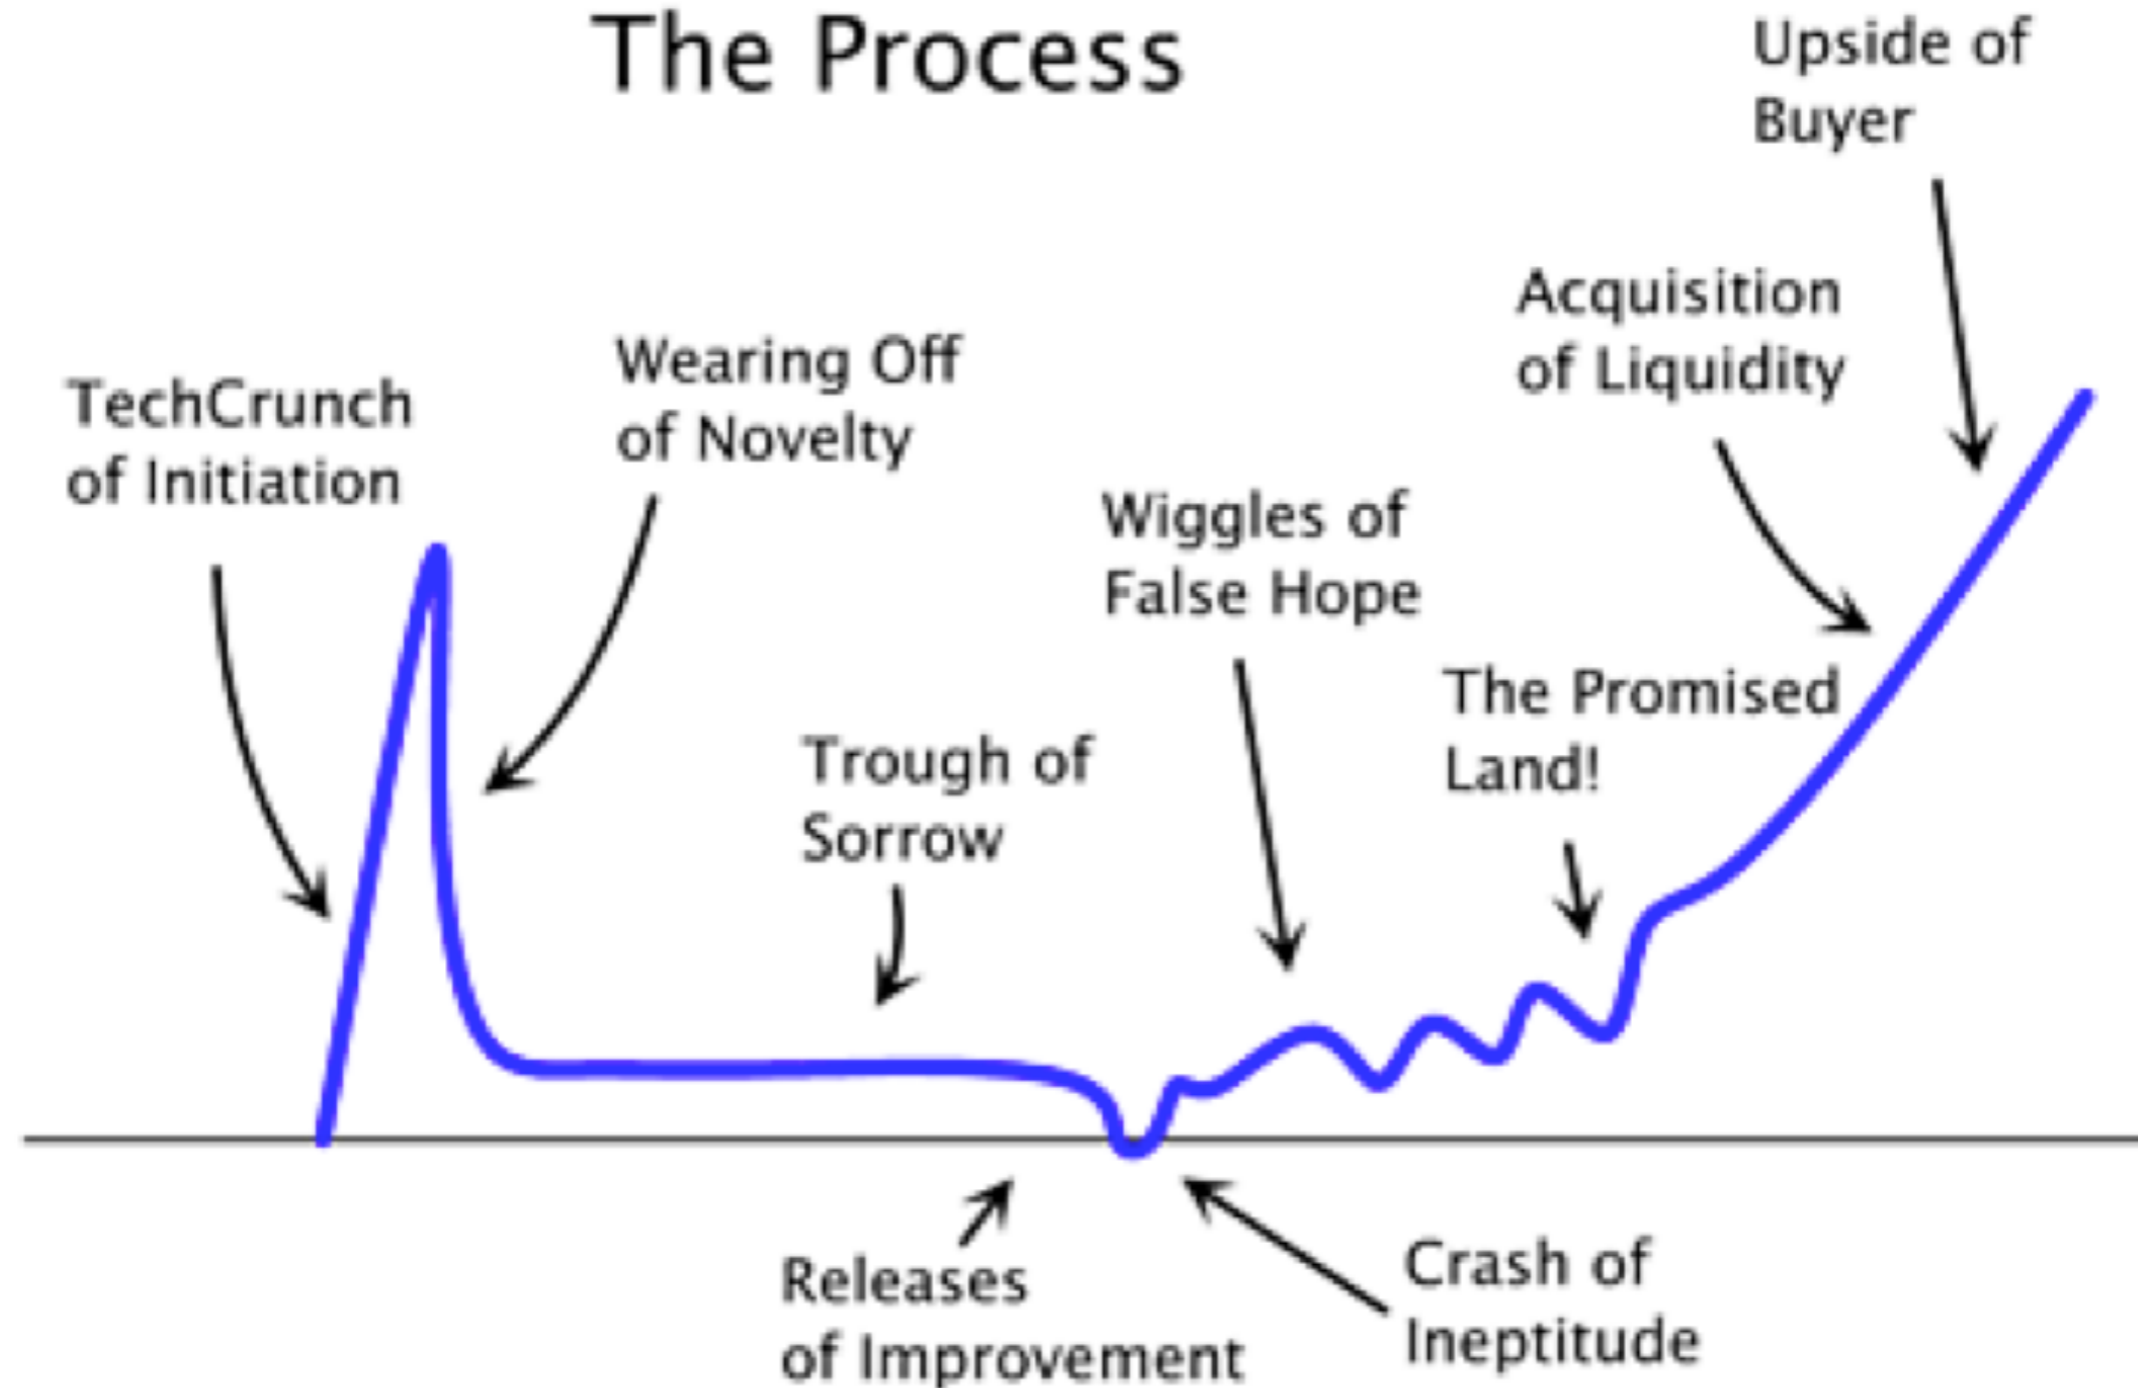 The Process
Upside of
Buyer
Acquisition
of Liquidity
Wearing Off
of Novelty
TechCrunch
of Initiation
Wiggles of
False Hope
The Promised
Land!
Trough of
Sorrow
Releases
of Improvement
Crash of
Ineptitude